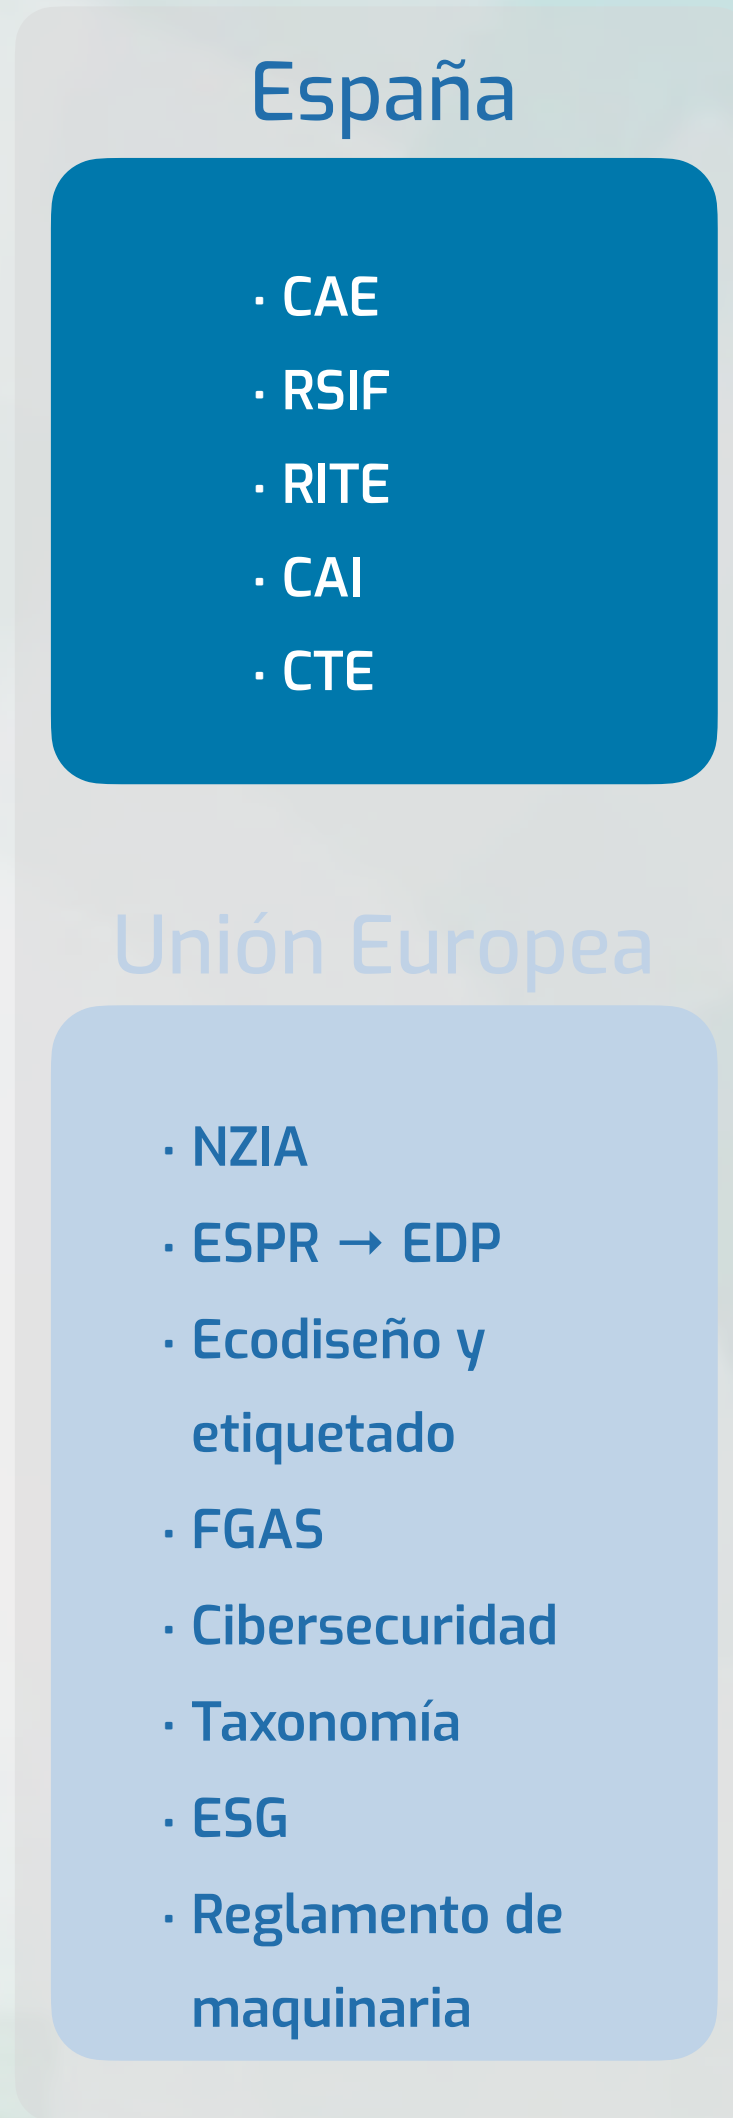 España
· CAE
· RSIF
· RITE
· CAI
· CTE
Unión Europea
· NZIA
· ESPR → EDP
· Ecodiseño y
etiquetado
· FGAS
· Cibersecuridad
· Taxonomía
· ESG
· Reglamento de
maquinaria